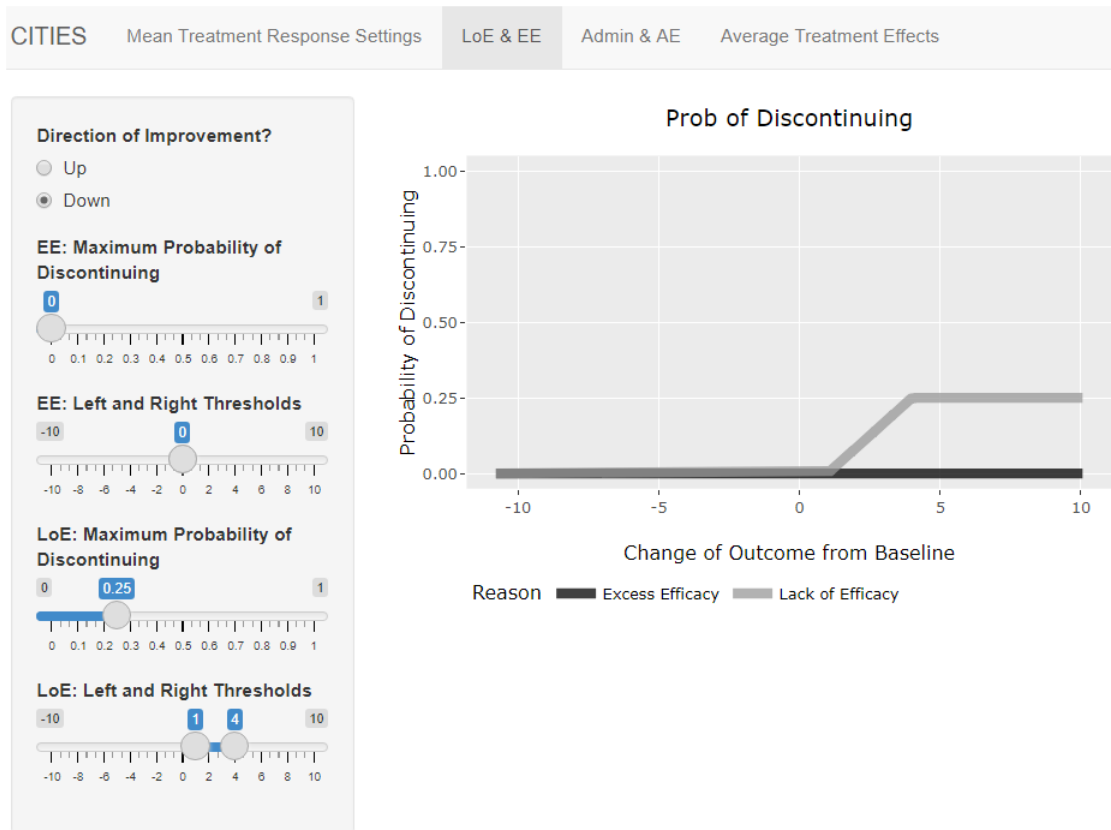 CITIES Mean Treatment Response Settings LoE & EE Admin & AE Average Treatment Effects
Direction of Improvement?
Up
Down
EE: Maximum Probability of
Discontinuing
0 1
0 0.1 0.2 0.3 0.4 0.5 0.6 0.7 0.8 0.9 1
EE: Left and Right Thresholds
-10 0 10
-10 -8 -6 -4 -2 0 2 4 6 8 10
LoE: Maximum Probability of
Discontinuing
0 0.25 1
0 0.1 0.2 0.3 0.4 0.5 0.6 0.7 0.8 0.9 1
LoE: Left and Right Thresholds
-10 1 4 10
-10 -8 -6 -4 -2 0 2 4 6 8 10
Prob of Discontinuing
Probability of Discontinuing
1.00
0.75
0.50
0.25
0.00
-10 -5 0 5 10
Change of Outcome from Baseline
Reason Excess Efficacy Lack of Efficacy